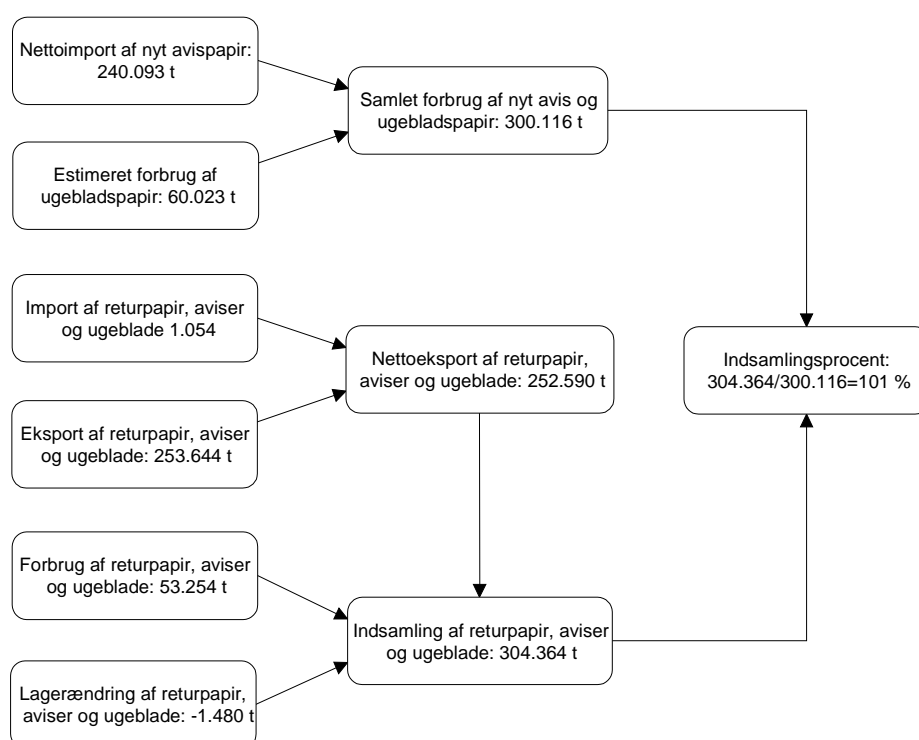 Nettoimport af nyt avispapir:
240.093 t
Samlet forbrug af nyt avis og
ugebladspapir: 300.116 t
Estimeret forbrug af
ugebladspapir: 60.023 t
Import af returpapir, aviser
og ugeblade 1.054
Nettoeksport af returpapir,
aviser og ugeblade: 252.590 t
Indsamlingsprocent:
304.364/300.116=101 %
Eksport af returpapir, aviser
og ugeblade: 253.644 t
Forbrug af returpapir, aviser
og ugeblade: 53.254 t
Indsamling af returpapir, aviser
og ugeblade: 304.364 t
Lagerændring af returpapir,
aviser og ugeblade: -1.480 t